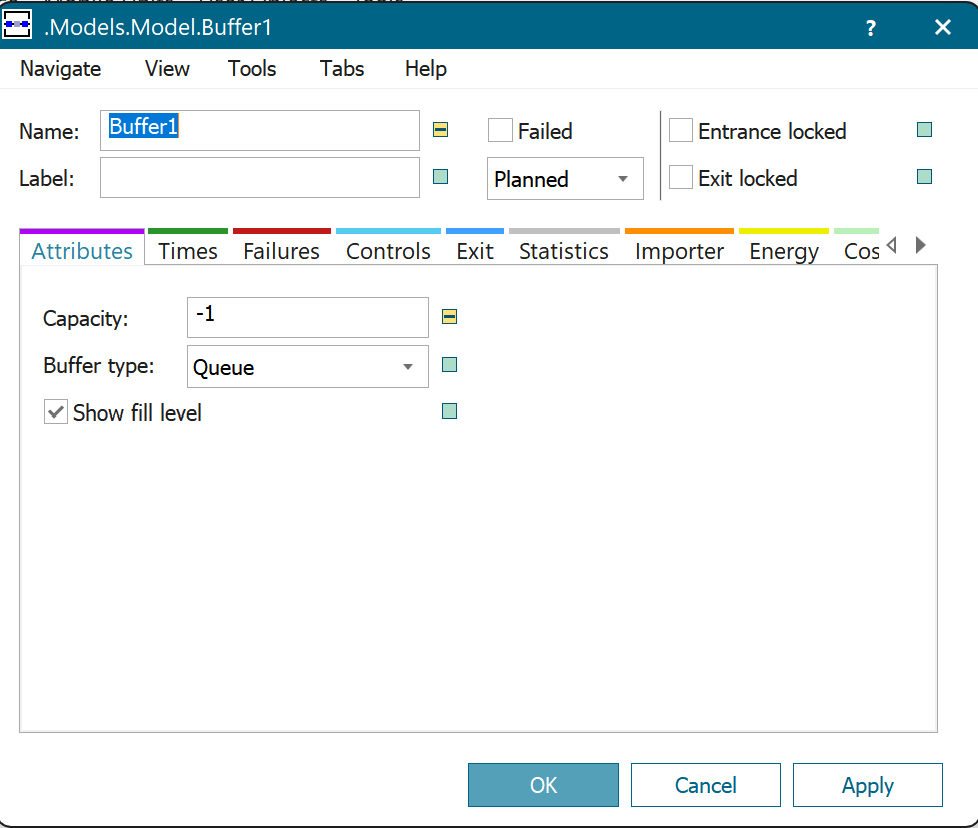 .Models.Model.Buffer1 ?
Navigate View Tools Tabs Help
Name: Buffer1 Failed Entrance locked
Label: Planned Exit locked
Attributes Times Failures Controls Exit Statistics Importer Energy Cos
Capacity: -1
Buffer type: Queue
Show fill level
OK Cancel Apply